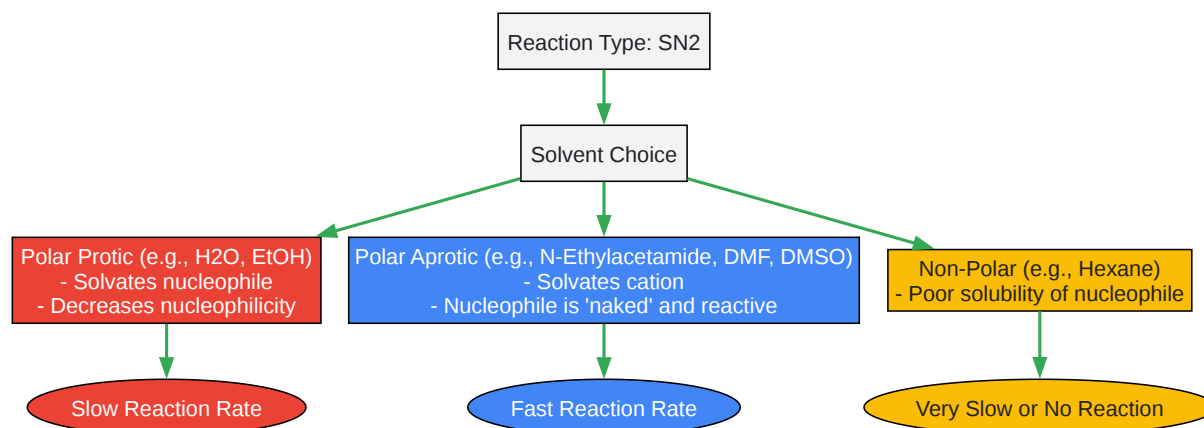 Reaction Type: SN2
Solvent Choice
Polar Protic (e.g., H2O, EtOH)
- Solvates nucleophile
- Decreases nucleophilicity
Polar Aprotic (e.g., N-Ethylacetamide, DMF, DMSO)
- Solvates cation
- Nucleophile is 'naked' and reactive
Non-Polar (e.g., Hexane)
- Poor solubility of nucleophile
Slow Reaction Rate
Fast Reaction Rate
Very Slow or No Reaction